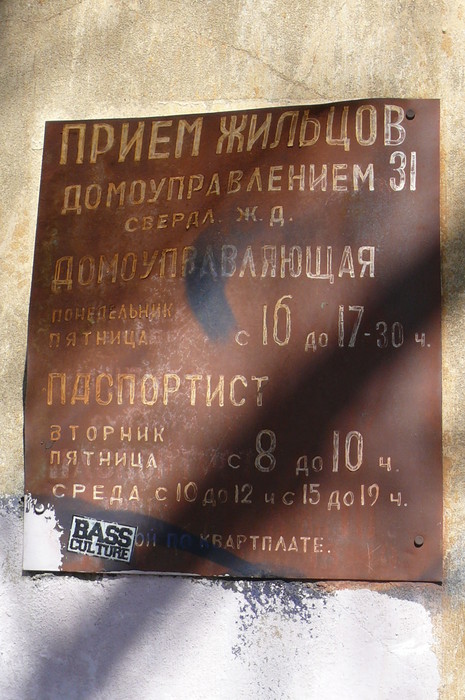 ПРИЕМ ЖИЛЬЦОВ
ДОМОУПРАВЛЕНИЕМ 31
СВЕРДЛ. Ж.Д.
ДОМОУПРАВЛЯЮЩАЯ
ПОНЕДЕЛЬНИК
ПЯТНИЦА С 16 ДО 17-30 Ч.
ПАСПОРТИСТ
ВТОРНИК
ПЯТНИЦА С 8 ДО 10 Ч.
СРЕДА С 10 ДО 12 Ч С 15 ДО 19 Ч.
ОЙ ПО КВАРТПЛАТЕ.
BASS
CULTURE